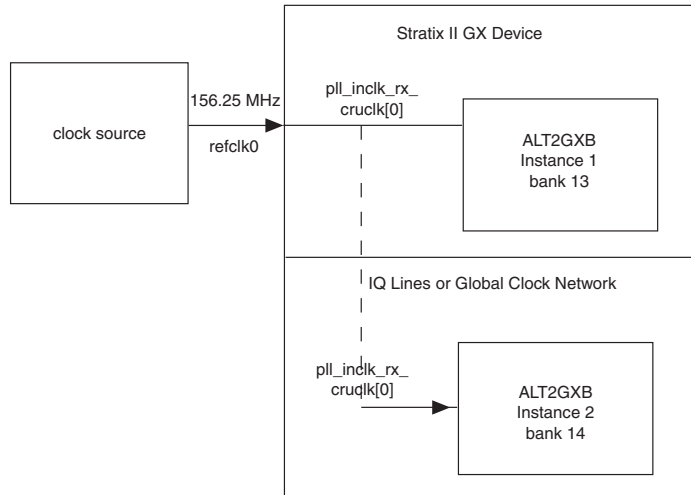 Stratix II GX Device
156.25 MHz
clock source
refclk0
pll_inclk_rx_
cruclk[0]
ALT2GXB
Instance 1
bank 13
IQ Lines or Global Clock Network
pll_inclk_rx_
cruclk[0]
ALT2GXB
Instance 2
bank 14